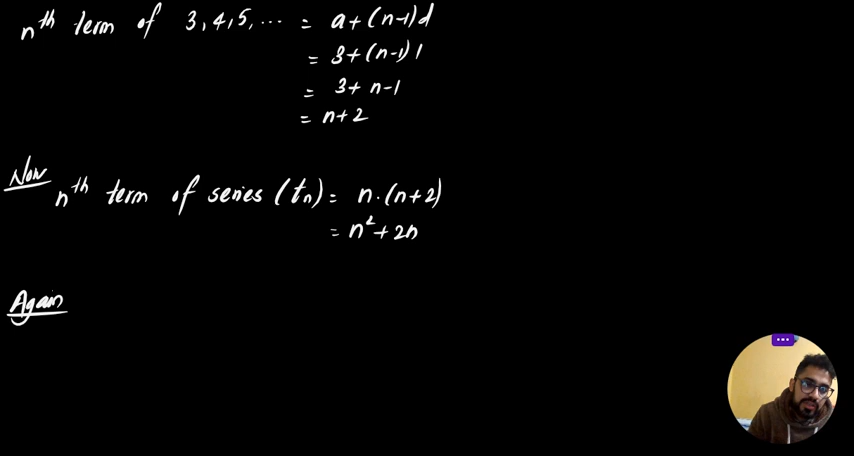 nth term of 3, 4, 5, ... = a + (n-1)d
= 3 + (n-1) 1
= 3 + n-1
= n+2
Now
nth term of series (tn) = n.(n+2)
= n² + 2n
Again